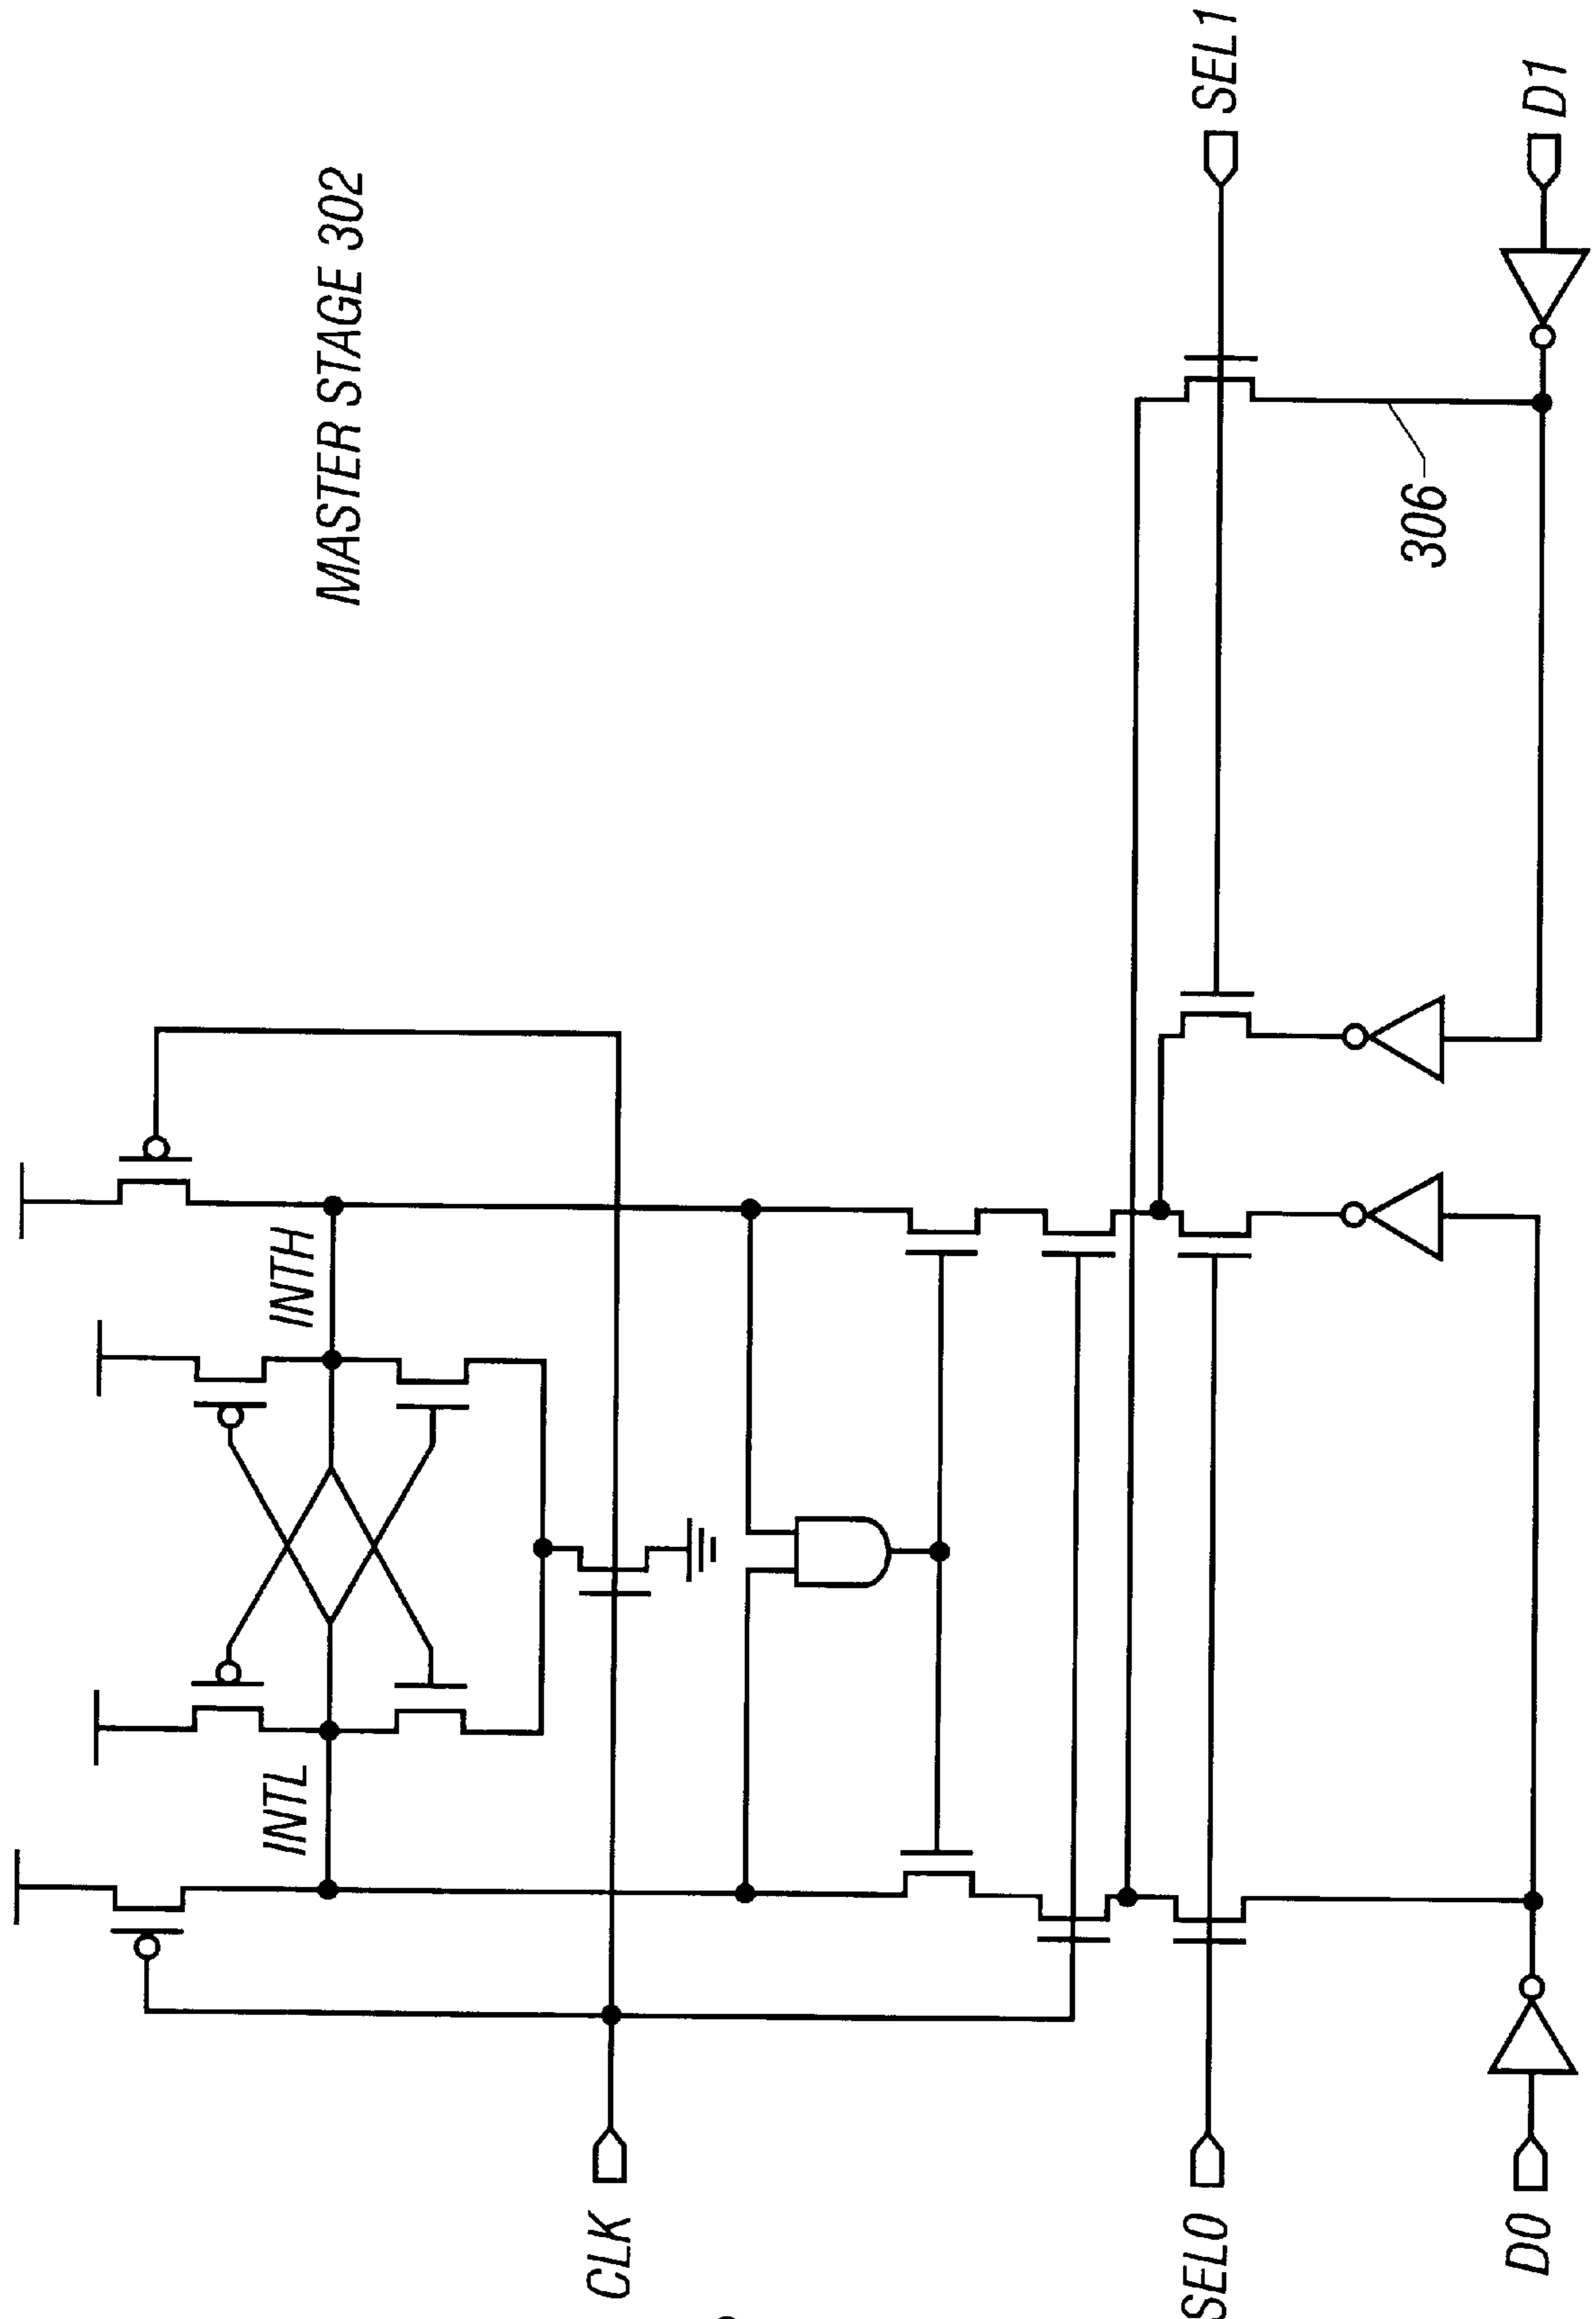 MASTER STAGE 302
INTL
INTH
CLK
SEL0
SEL1
306
D0
D1